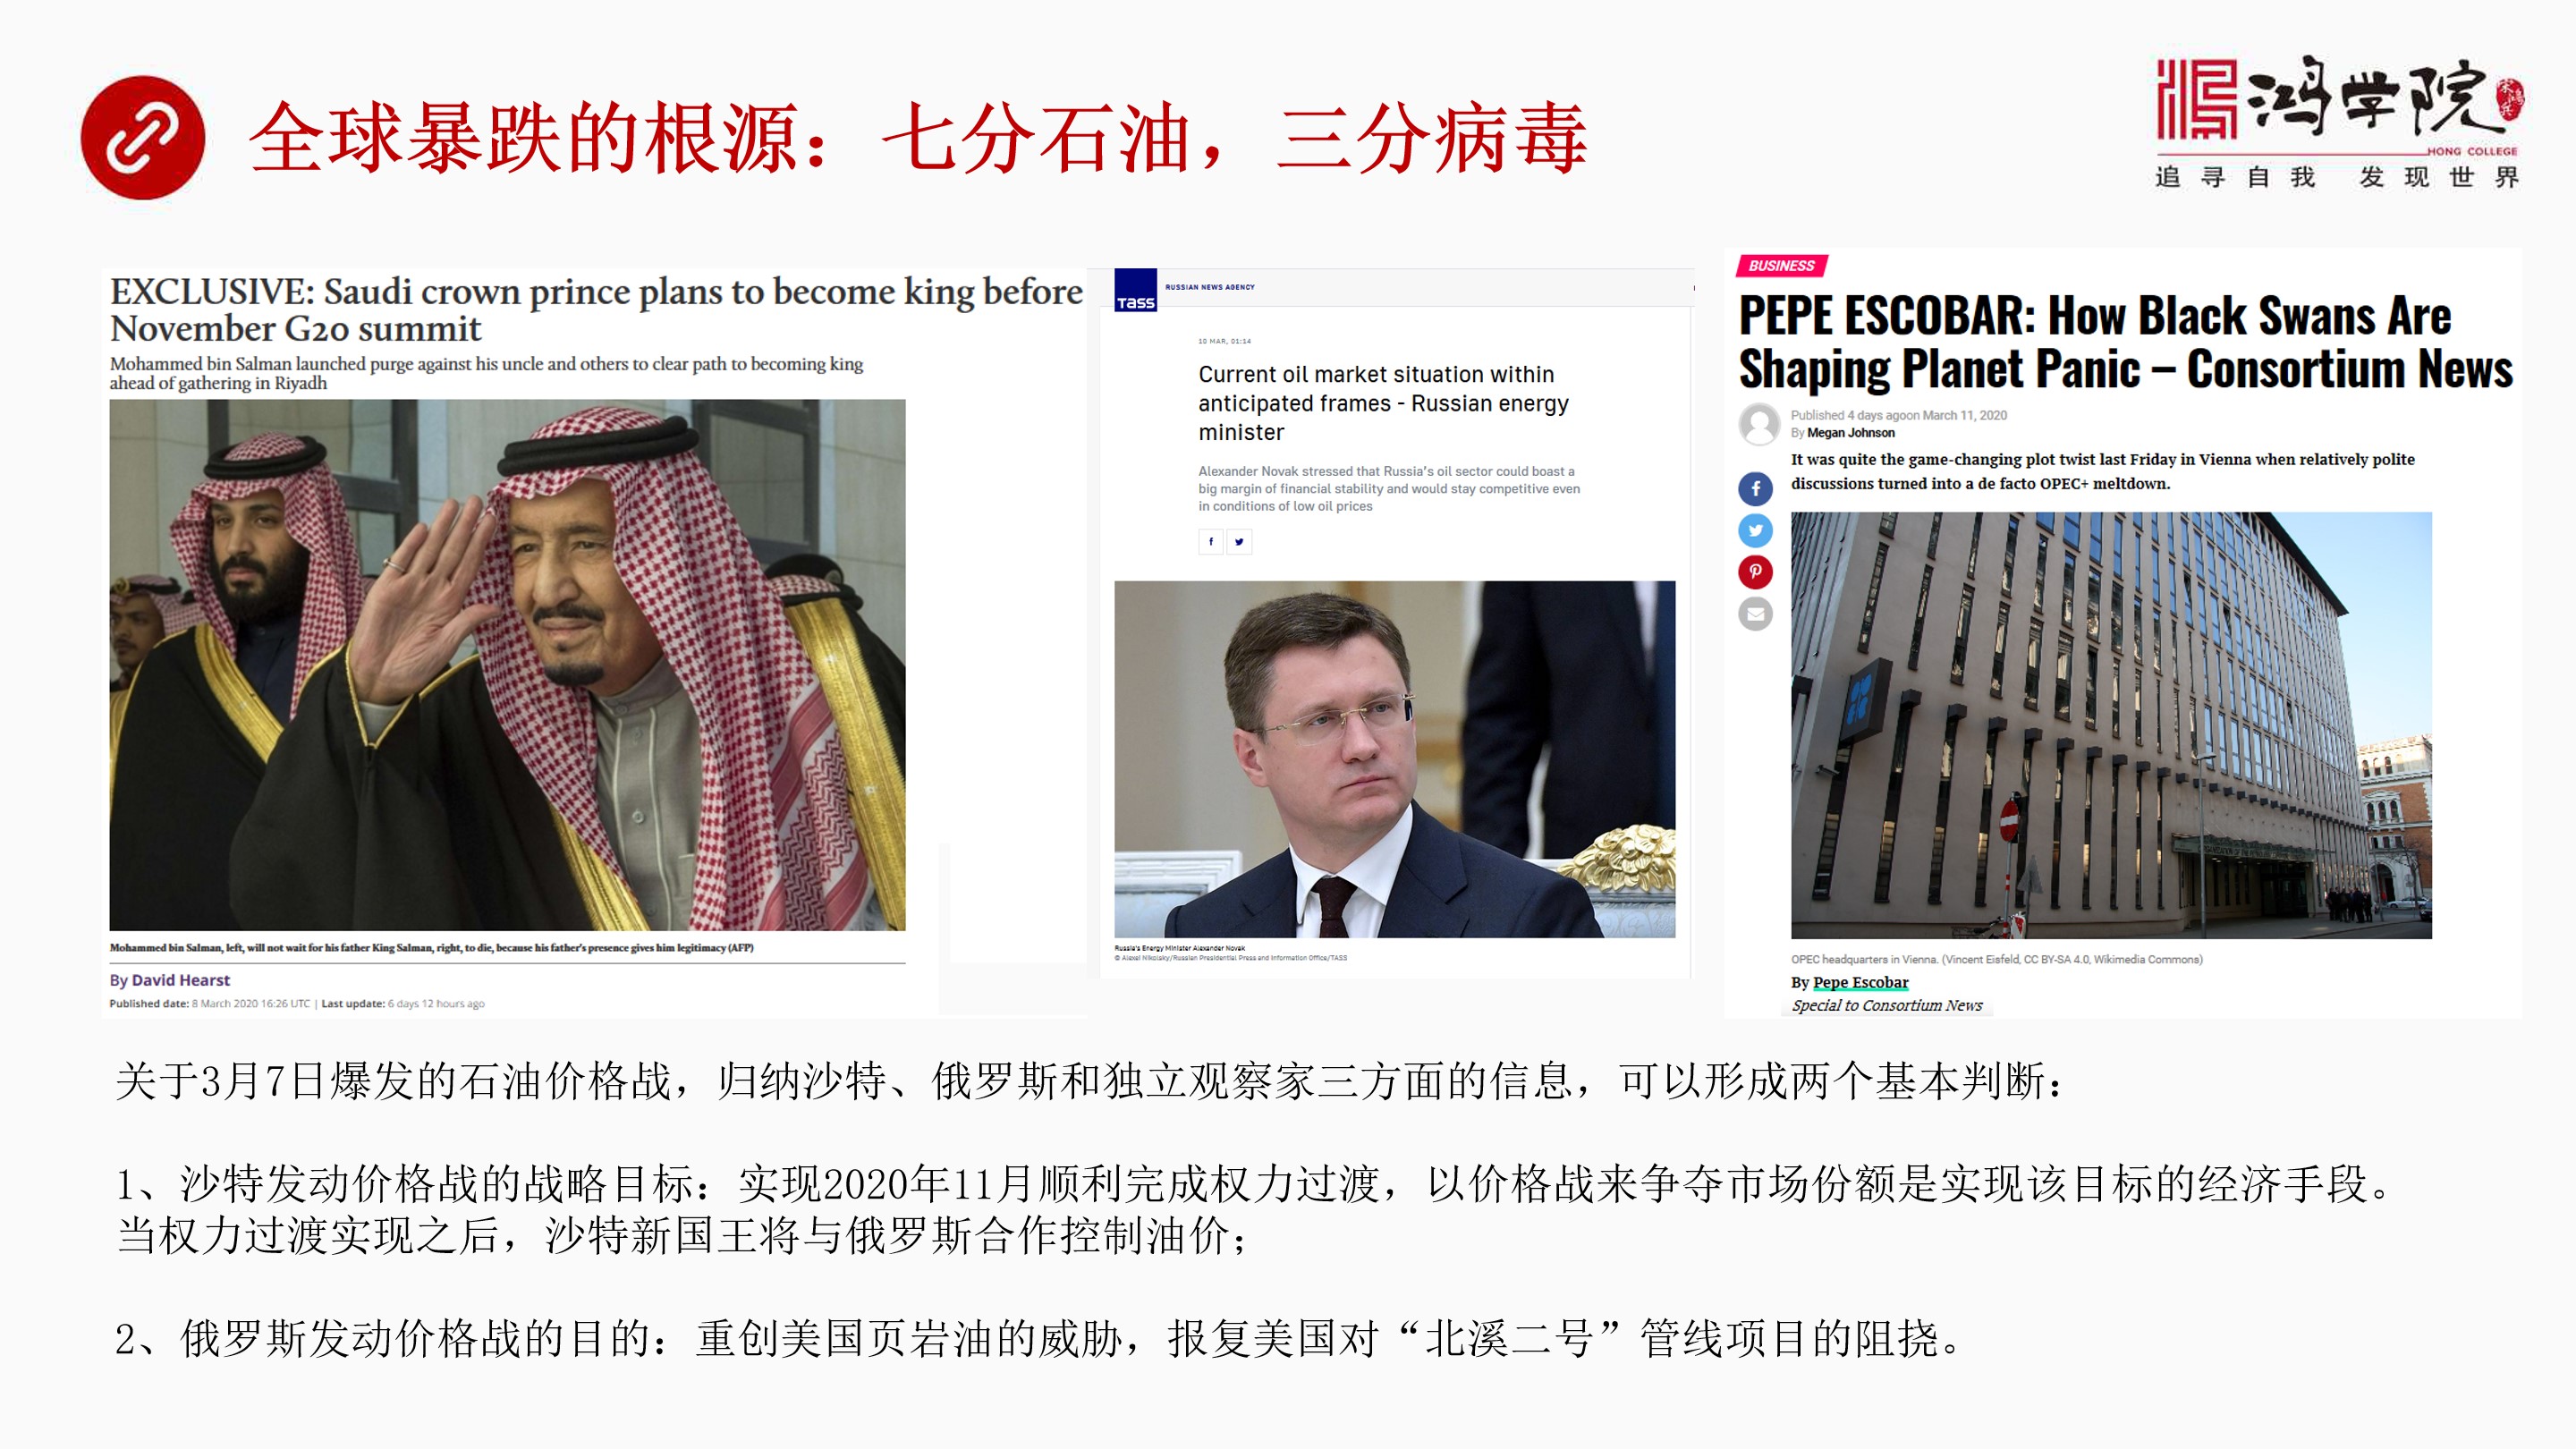 全球暴跌的根源：七分石油，三分病毒
鸿学院
HONG COLLEGE
追寻自我 发现世界
EXCLUSIVE: Saudi crown prince plans to become king before
November G20 summit
Mohammed bin Salman launched purge against his uncle and others to clear path to becoming king
ahead of gathering in Riyadh
Mohammed bin Salman, left, will not wait for his father King Salman, right, to die, because his father's presence gives him legitimacy (AFP)
By David Hearst
Published date: 8 March 2020 16:26 UTC | Last update: 6 days 12 hours ago
TASS
RUSSIAN NEWS AGENCY
10 MAR, 01:14
Current oil market situation within
anticipated frames - Russian energy
minister
Alexander Novak stressed that Russia's oil sector could boast a
big margin of financial stability and would stay competitive even
in conditions of low oil prices
Russia's Energy Minister Alexander Novak
© Alexei Nikolsky/Russian Presidential Press and Information Office/TASS
BUSINESS
PEPE ESCOBAR: How Black Swans Are
Shaping Planet Panic – Consortium News
Published 4 days agoon March 11, 2020
By Megan Johnson
It was quite the game-changing plot twist last Friday in Vienna when relatively polite
discussions turned into a de facto OPEC+ meltdown.
OPEC headquarters in Vienna. (Vincent Eisfeld, CC BY-SA 4.0, Wikimedia Commons)
By Pepe Escobar
Special to Consortium News
关于3月7日爆发的石油价格战，归纳沙特、俄罗斯和独立观察家三方面的信息，可以形成两个基本判断：
1、沙特发动价格战的战略目标：实现2020年11月顺利完成权力过渡，以价格战来争夺市场份额是实现该目标的经济手段。
当权力过渡实现之后，沙特新国王将与俄罗斯合作控制油价；
2、俄罗斯发动价格战的目的：重创美国页岩油的威胁，报复美国对“北溪二号”管线项目的阻挠。